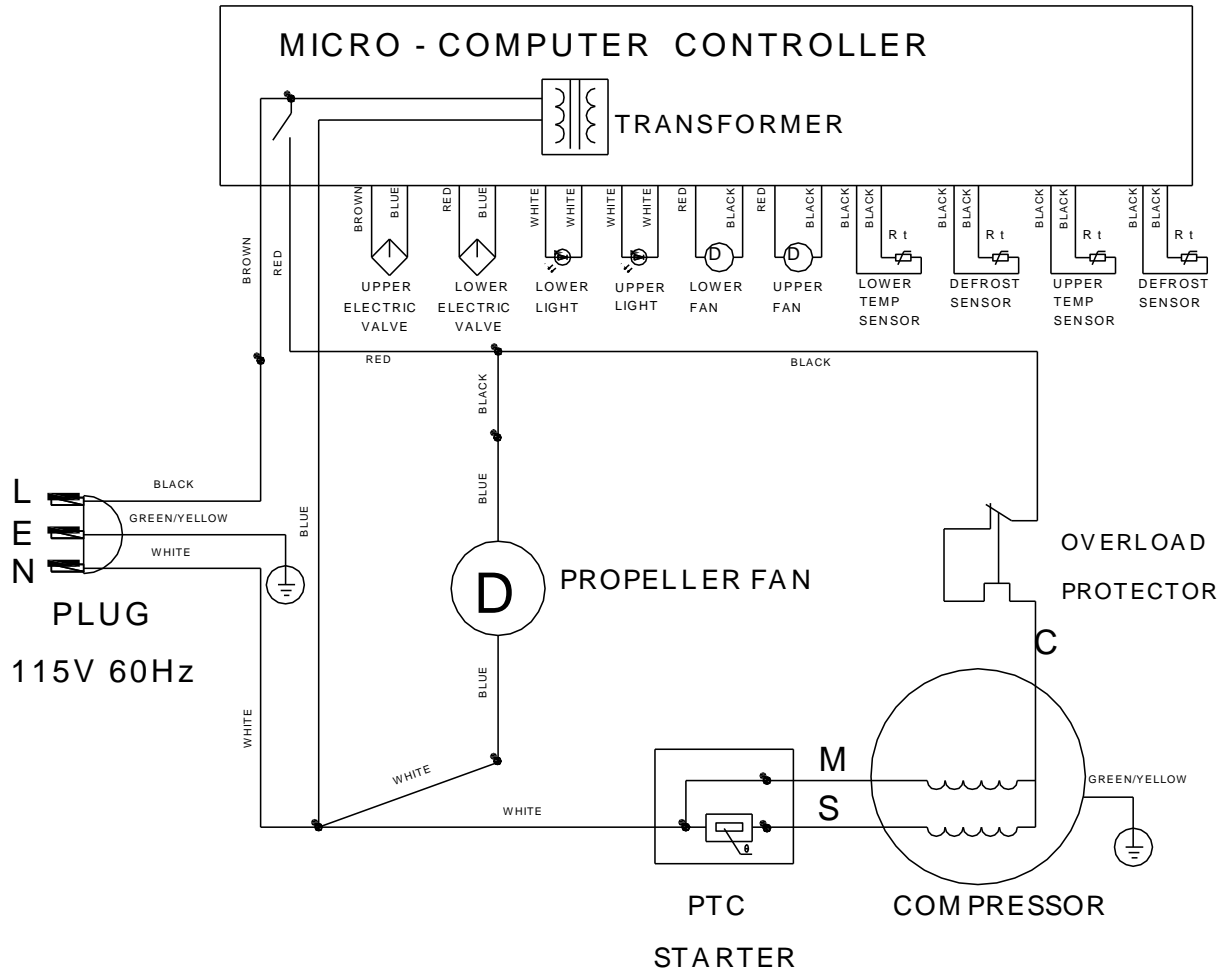 MICRO - COMPUTER CONTROLLER
TRANSFORMER
BROWN
BLUE
RED
BLUE
WHITE
WHITE
WHITE
WHITE
RED
BLACK
RED
BLACK
BLACK
BLACK
BLACK
BLACK
BLACK
BLACK
BLACK
BLACK
BROWN
RED
D
D
Rt
Rt
Rt
Rt
UPPER
ELECTRIC
VALVE
LOWER
ELECTRIC
VALVE
LOWER
LIGHT
UPPER
LIGHT
LOWER
FAN
UPPER
FAN
LOWER
TEMP
SENSOR
DEFROST
SENSOR
UPPER
TEMP
SENSOR
DEFROST
SENSOR
RED
BLACK
BLACK
BLUE
L
BLACK
E
GREEN/YELLOW
N
WHITE
BLUE
PLUG
115V 60Hz
D
PROPELLER FAN
OVERLOAD
PROTECTOR
C
BLUE
WHITE
WHITE
WHITE
M
S
θ
GREEN/YELLOW
PTC
STARTER
COMPRESSOR